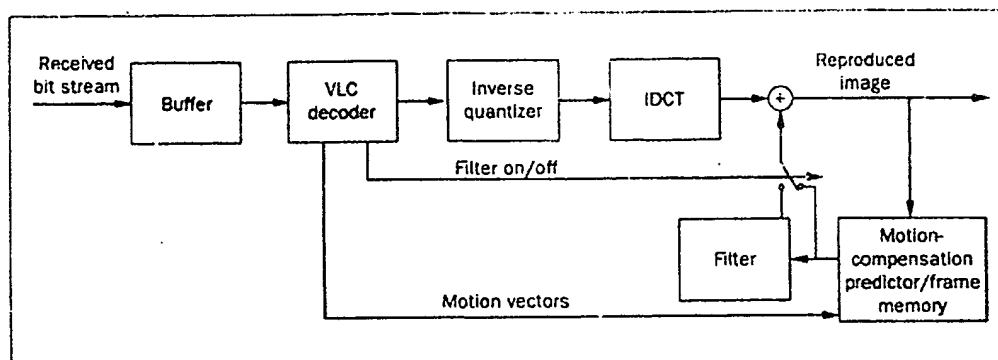 Received
bit stream
Buffer
VLC
decoder
Inverse
quantizer
IDCT
+
Reproduced
image
Filter on/off
Filter
Motion-
compensation
predictor/frame
memory
Motion vectors